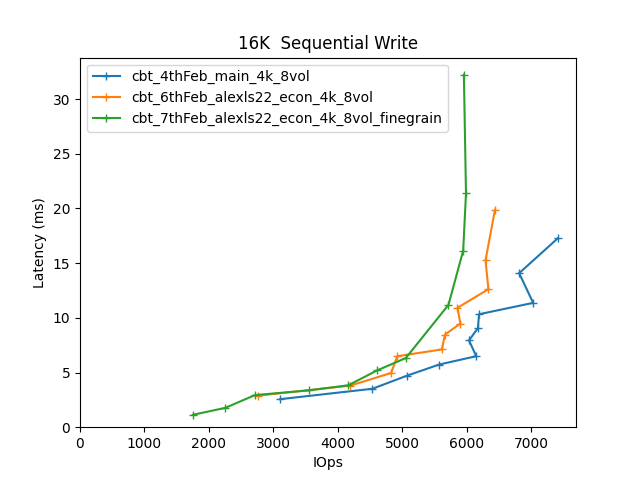 16K  Sequential Write
cbt_4thFeb_main_4k_8vol
cbt_6thFeb_alexls22_econ_4k_8vol
cbt_7thFeb_alexls22_econ_4k_8vol_finegrain
Latency (ms)
30
25
20
15
10
5
0
0 1000 2000 3000 4000 5000 6000 7000
IOps